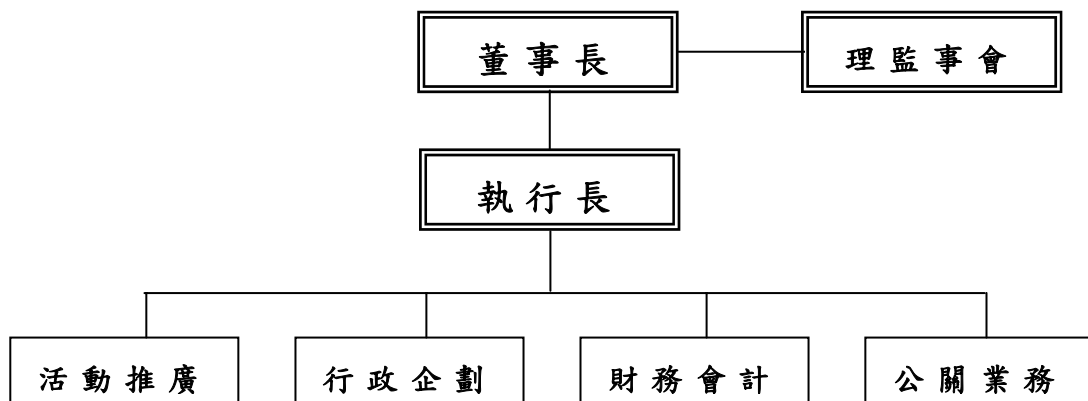 董事長
理監事會
執行長
活動推廣
行政企劃
財務會計
公關業務